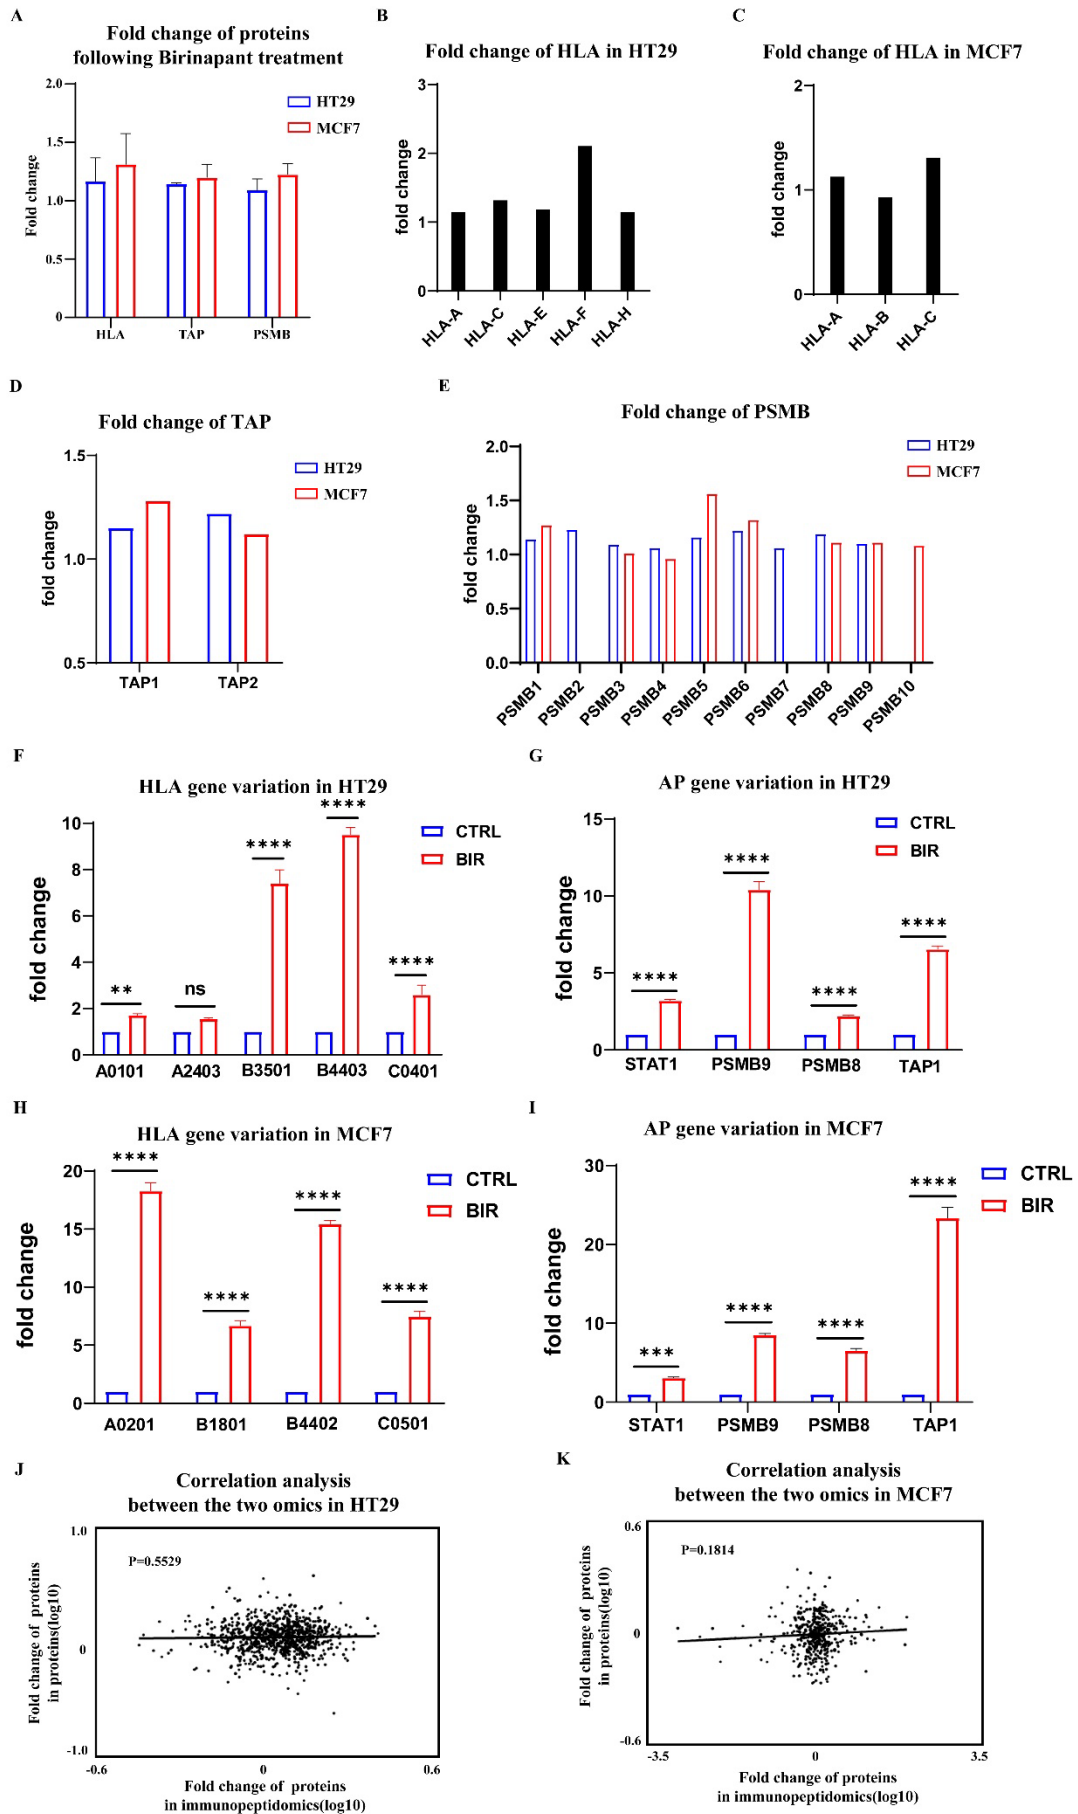 A
Fold change of proteins
following Birinapant treatment
Fold change
2.0
1.5
1.0
0.5
0
HT29
MCF7
HLA
TAP
PSMB
B
Fold change of HLA in HT29
fold change
3
2
1
0
HLA-A
HLA-C
HLA-E
HLA-F
HLA-H
C
Fold change of HLA in MCF7
fold change
2
1
0
HLA-A
HLA-B
HLA-C
D
Fold change of TAP
fold change
1.5
1.0
0.5
HT29
MCF7
TAP1
TAP2
E
Fold change of PSMB
fold change
2.0
1.5
1.0
0.5
0.0
HT29
MCF7
PSMB1
PSMB2
PSMB3
PSMB4
PSMB5
PSMB6
PSMB7
PSMB8
PSMB9
PSMB10
F
HLA gene variation in HT29
fold change
10
8
6
4
2
0
**
ns
****
****
****
CTRL
BIR
A0101
A2403
B3501
B4403
C0401
G
AP gene variation in HT29
fold change
15
10
5
0
****
****
****
****
CTRL
BIR
STAT1
PSMB9
PSMB8
TAP1
H
HLA gene variation in MCF7
fold change
20
15
10
5
0
****
****
****
****
CTRL
BIR
A0201
B1801
B4402
C0501
I
AP gene variation in MCF7
fold change
30
20
10
0
***
****
****
****
CTRL
BIR
STAT1
PSMB9
PSMB8
TAP1
J
Correlation analysis
between the two omics in HT29
Fold change of proteins
in proteins(log10)
1.0
0
-1.0
P=0.5529
-0.6
0
0.6
Fold change of proteins
in immunopeptidomics(log10)
K
Correlation analysis
between the two omics in MCF7
Fold change of proteins
in proteins(log10)
0.6
0
-0.6
P=0.1814
-3.5
0
3.5
Fold change of proteins
in immunopeptidomics(log10)